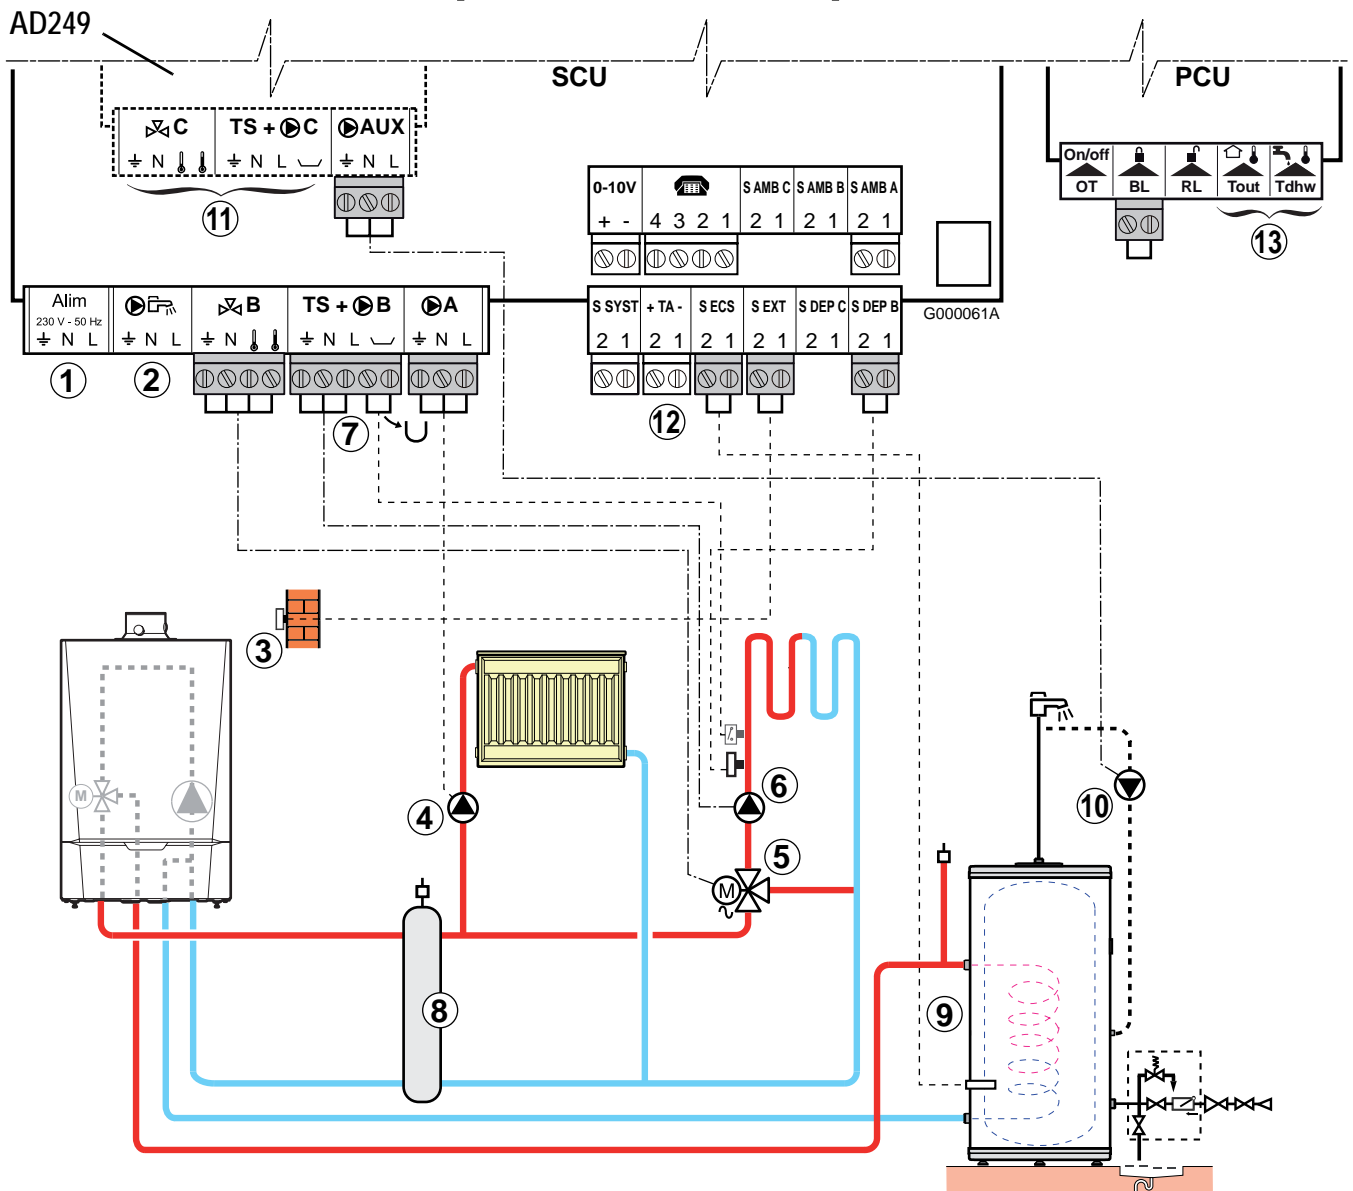 AD249
SCU
PCU
C TS + C AUX
N N L N L
11
0-10V S AMB C S AMB B S AMB A
+ - 4 3 2 1 2 1 2 1 2 1
On/off
OT BL RL Tout Tdhw
13
G000061A
Alim B TS + B A
230 V - 50 Hz
N L N L N N L N L
S SYST + TA - S ECS S EXT S DEP C S DEP B
2 1 2 1 2 1 2 1 2 1 2 1
1 2 7 12
3
M
4
6
5
M
10
8
9